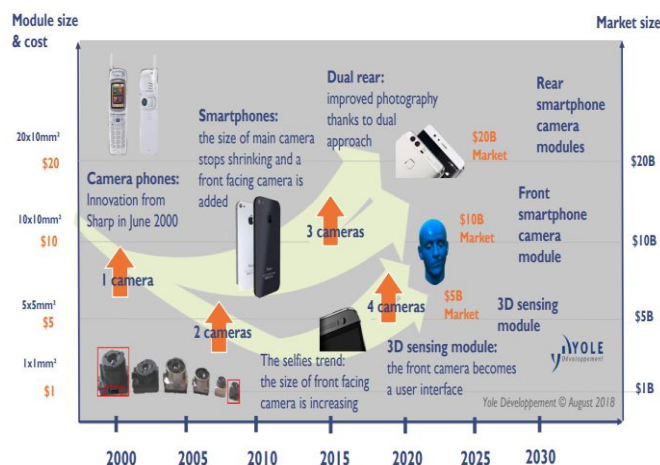 Module size
& cost
Market size
20x10mm²
$20
10x10mm²
$10
5x5mm²
$5
1x1mm²
$1
Camera phones:
Innovation from
Sharp in June 2000
1 camera
Smartphones:
the size of main camera
stops shrinking and a
front facing camera is
added
2 cameras
Dual rear:
improved photography
thanks to dual
approach
3 cameras
The selfies trend:
the size of front facing
camera is increasing
4 cameras
3D sensing module:
the front camera becomes
a user interface
$20B
Market
$10B
Market
$5B
Market
Rear
smartphone
camera
modules
Front
smartphone
camera
module
3D sensing
module
YOLE
Développement
Yole Développement © August 2018
$20B
$10B
$5B
$1B
2000
2005
2010
2015
2020
2025
2030